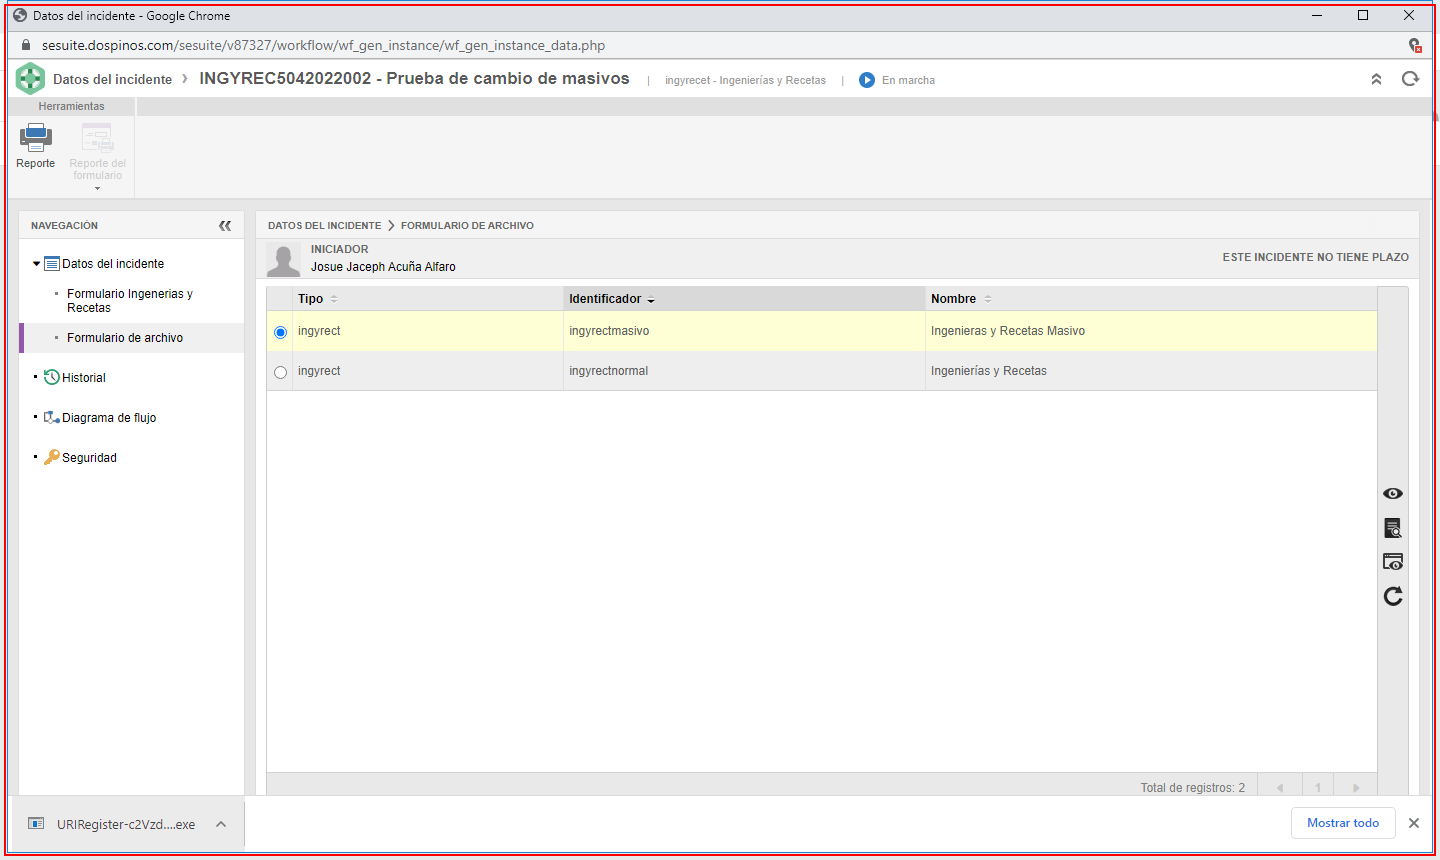 Datos del incidente - Google Chrome
sesuite.dospinos.com/sesuite/v87327/workflow/wf_gen_instance/wf_gen_instance_data.php
Datos del incidente > INGYREC5042022002 - Prueba de cambio de masivos | ingyrecet - Ingenierías y Recetas | En marcha
Herramientas
Reporte
Reporte del
formulario
NAVEGACIÓN
Datos del incidente
Formulario Ingenerias y
Recetas
Formulario de archivo
Historial
Diagrama de flujo
Seguridad
DATOS DEL INCIDENTE > FORMULARIO DE ARCHIVO
INICIADOR
Josue Jaceph Acuña Alfaro
ESTE INCIDENTE NO TIENE PLAZO
Tipo Identificador Nombre
ingyrect ingyrectmasivo Ingenieras y Recetas Masivo
ingyrect ingyrectnormal Ingenierías y Recetas
Total de registros: 2 1
URIRegister-c2Vzd....exe
Mostrar todo